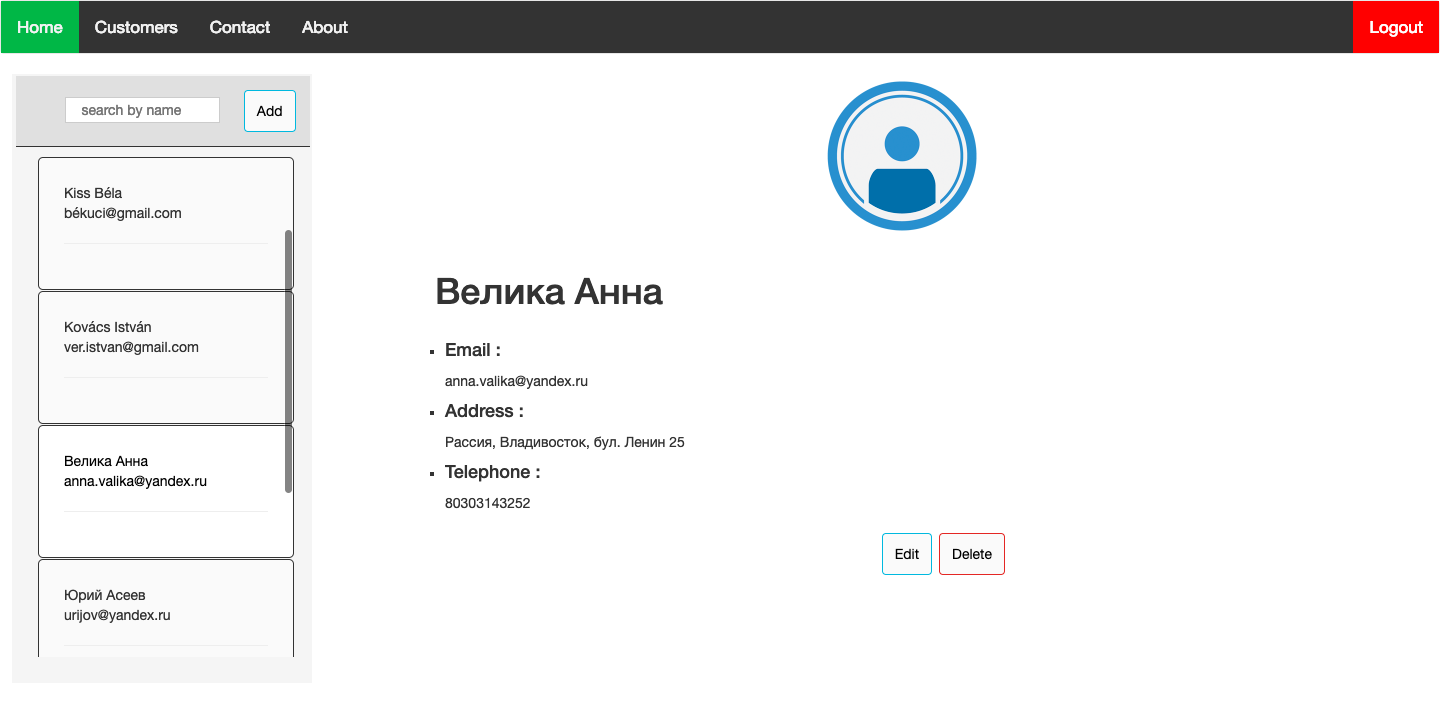 Home Customers Contact About Logout
search by name Add
Kiss Béla
békuci@gmail.com
Kovács István
ver.istvan@gmail.com
Велика Анна
anna.valika@yandex.ru
Юрий Асеев
urijov@yandex.ru
Велика Анна
Email :
anna.valika@yandex.ru
Address :
Рассия, Владивосток, бул. Ленин 25
Telephone :
80303143252
Edit Delete